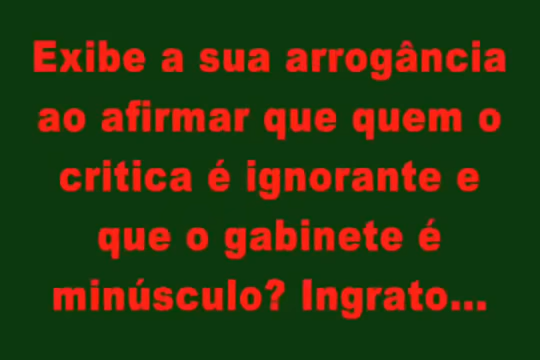 Exibe a sua arrogância
ao afirmar que quem o
critica é ignorante e
que o gabinete é
minúsculo? Ingrato...